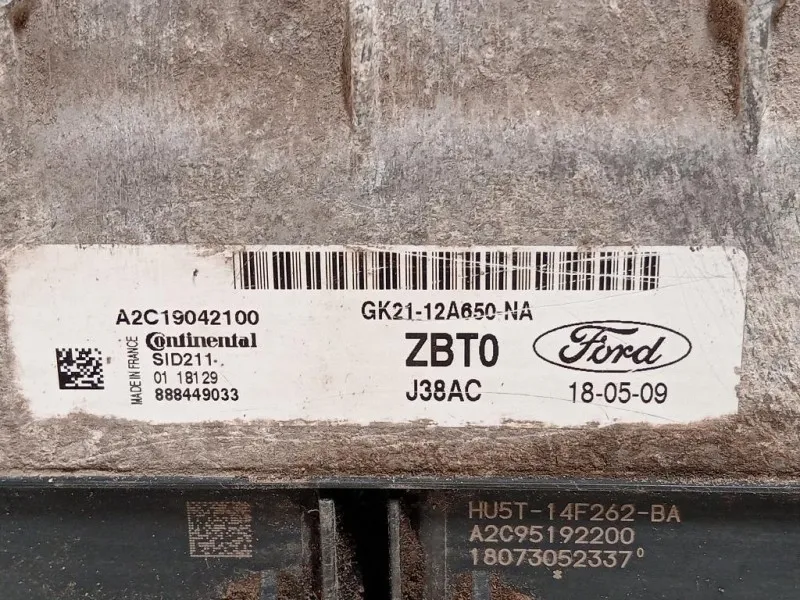 A2C19042100
Continental
SID211
01 18129
888449033
MADE IN FRANCE
GK21-12A650-NA
ZBT0
Ford
J38AC
18-05-09
HU5T-14F262-BA
A2C95192200
18073052337